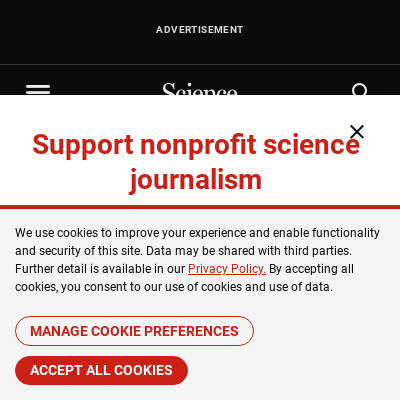 ADVERTISEMENT
Science
Support nonprofit science
journalism
We use cookies to improve your experience and enable functionality
and security of this site. Data may be shared with third parties.
Further detail is available in our Privacy Policy. By accepting all
cookies, you consent to our use of cookies and use of data.
MANAGE COOKIE PREFERENCES
ACCEPT ALL COOKIES